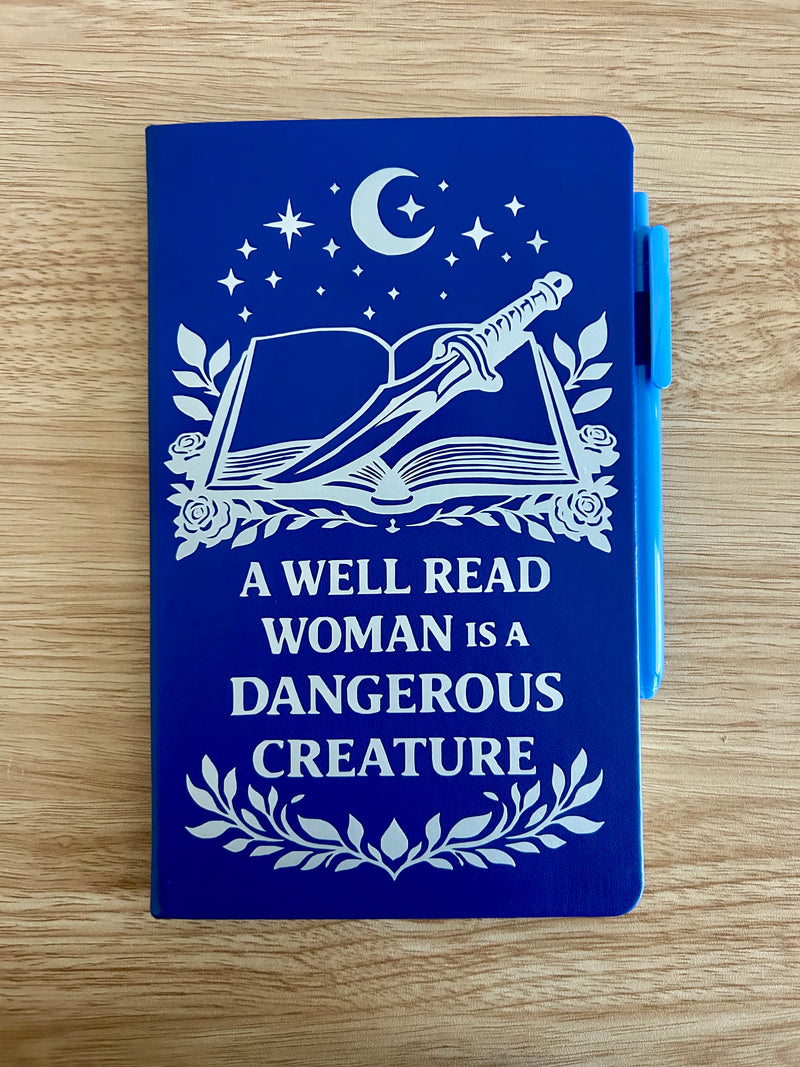 A WELL READ
WOMAN IS A
DANGEROUS
CREATURE